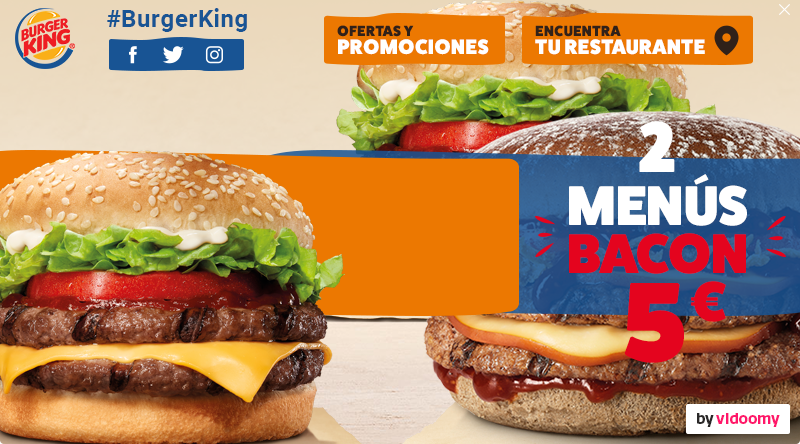 BURGER
KING®
#BurgerKing
OFERTAS Y
PROMOCIONES
ENCUENTRA
TU RESTAURANTE
2
MENÚS
BACON
5€
by vidoomy